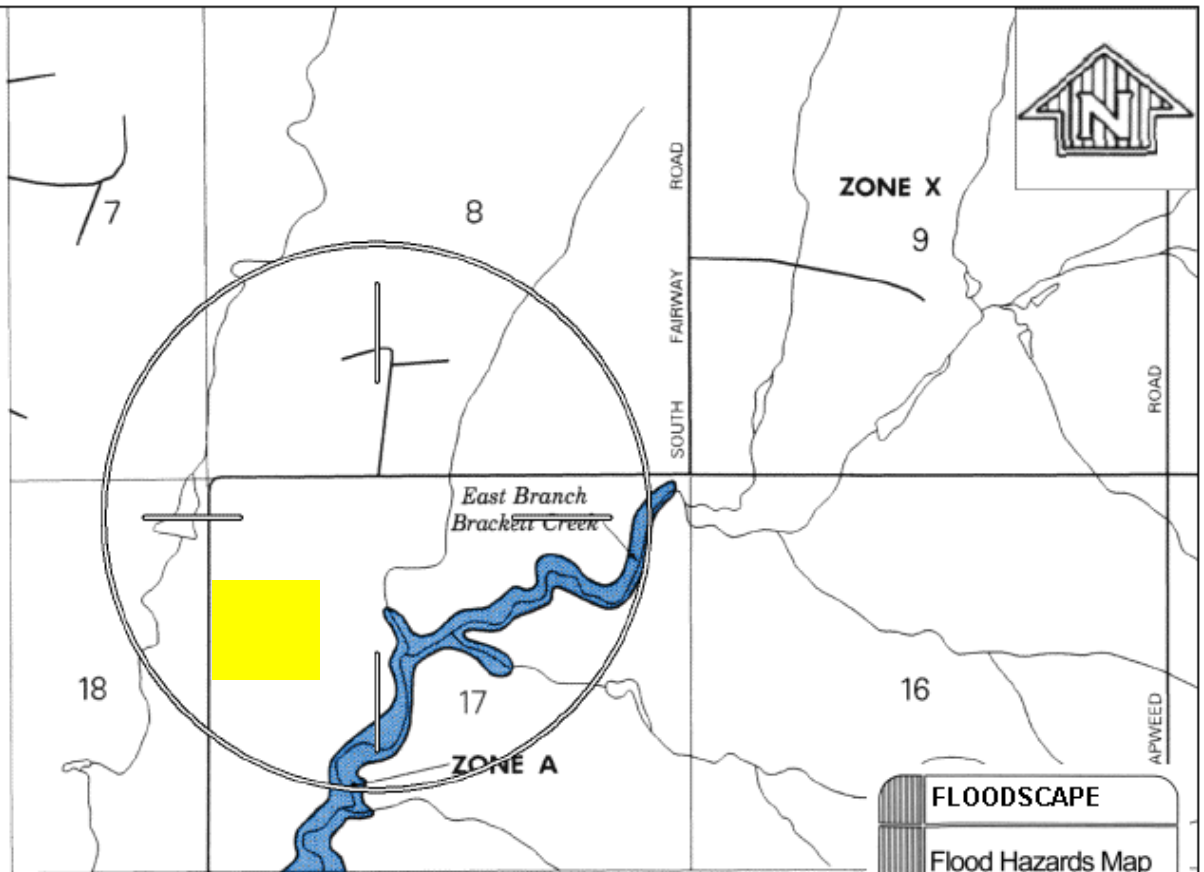 N
ROAD
ZONE X
7
8
9
FAIRWAY
ROAD
SOUTH
East Branch
Brackett Creek
18
17
16
APWEED
ZONE A
FLOODSCAPE
Flood Hazards Map